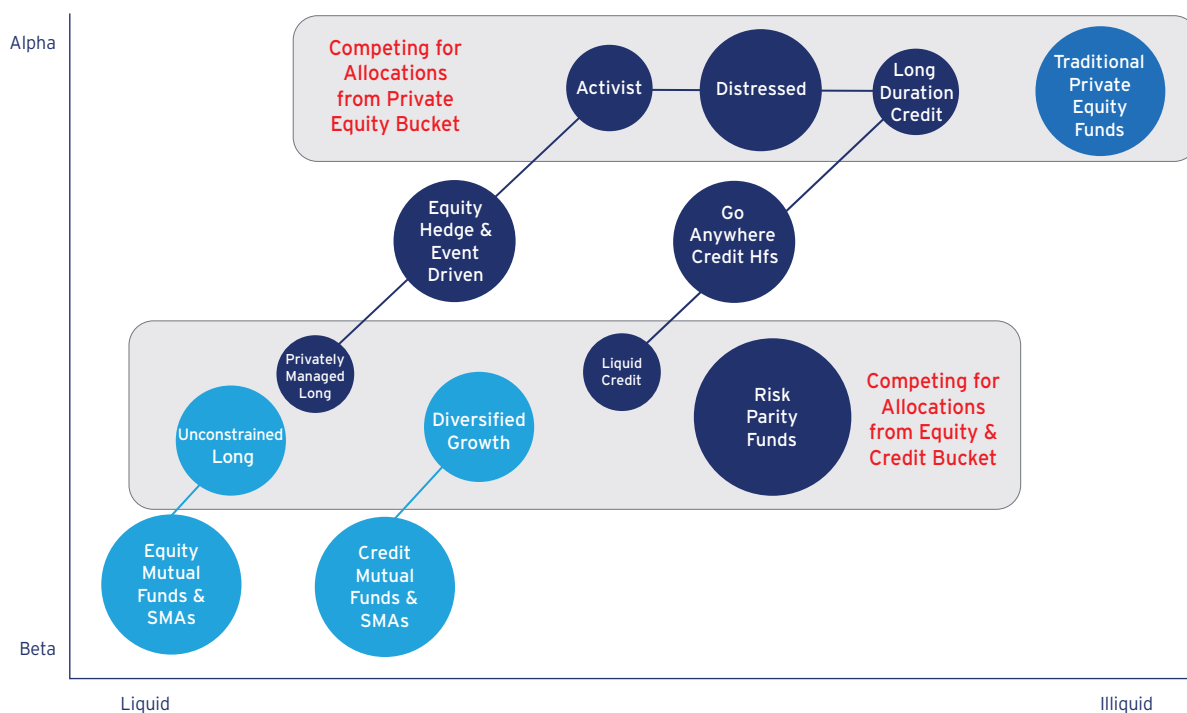 Alpha
Competing for
Allocations
from Private
Equity Bucket
Activist
Distressed
Long
Duration
Credit
Traditional
Private
Equity
Funds
Equity
Hedge &
Event
Driven
Go
Anywhere
Credit Hfs
Privately
Managed
Long
Liquid
Credit
Risk
Parity
Funds
Competing for
Allocations
from Equity &
Credit Bucket
Unconstrained
Long
Diversified
Growth
Equity
Mutual
Funds &
SMAs
Credit
Mutual
Funds &
SMAs
Beta
Liquid
Illiquid